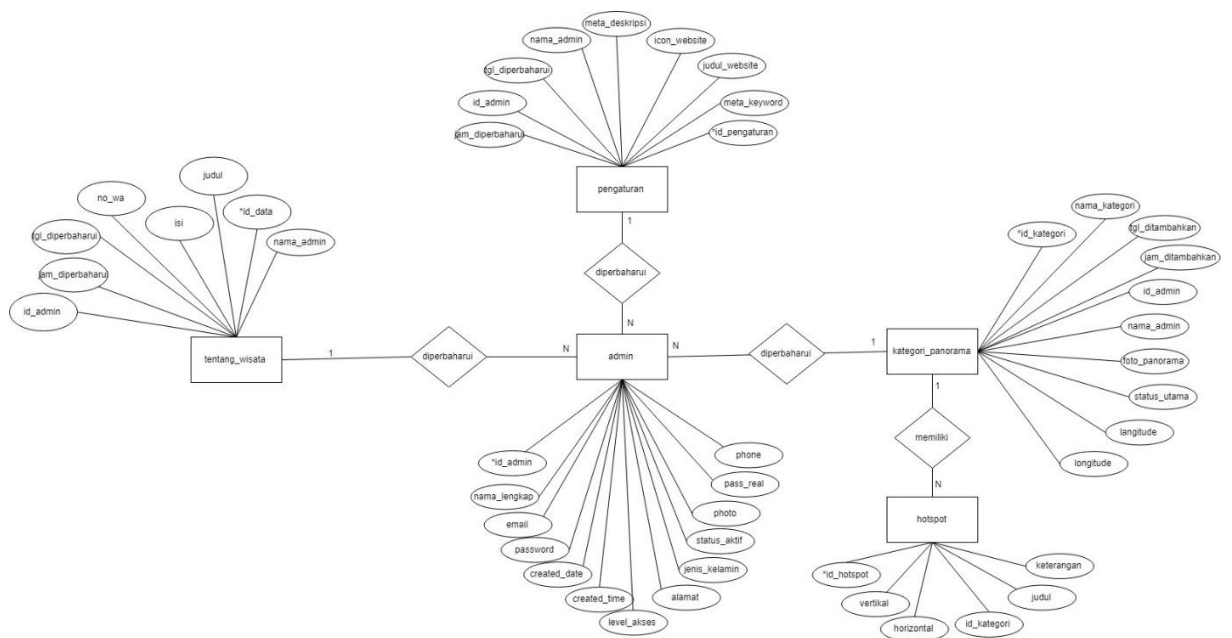 meta_deskripsi
nama_admin
icon_website
tgl_diperbaharui
judul_website
id_admin
meta_keyword
jam_diperbaharui
*id_pengaturan
pengaturan
1
diperbaharui
N
judul
no_wa
*id_data
isi
tgl_diperbaharui
nama_admin
jam_diperbaharu
id_admin
tentang_wisata
1
diperbaharui
N
admin
N
diperbaharui
1
kategori_panorama
nama_kategori
*id_kategori
tgl_ditambahkan
jam_ditambahkan
id_admin
nama_admin
foto_panorama
status_utama
langitude
longitude
1
memiliki
N
hotspot
*id_hotspot
keterangan
vertikal
judul
horizontal
id_kategori
*id_admin
phone
nama_lengkap
pass_real
email
photo
password
status_aktif
created_date
jenis_kelamin
created_time
alamat
level_akses